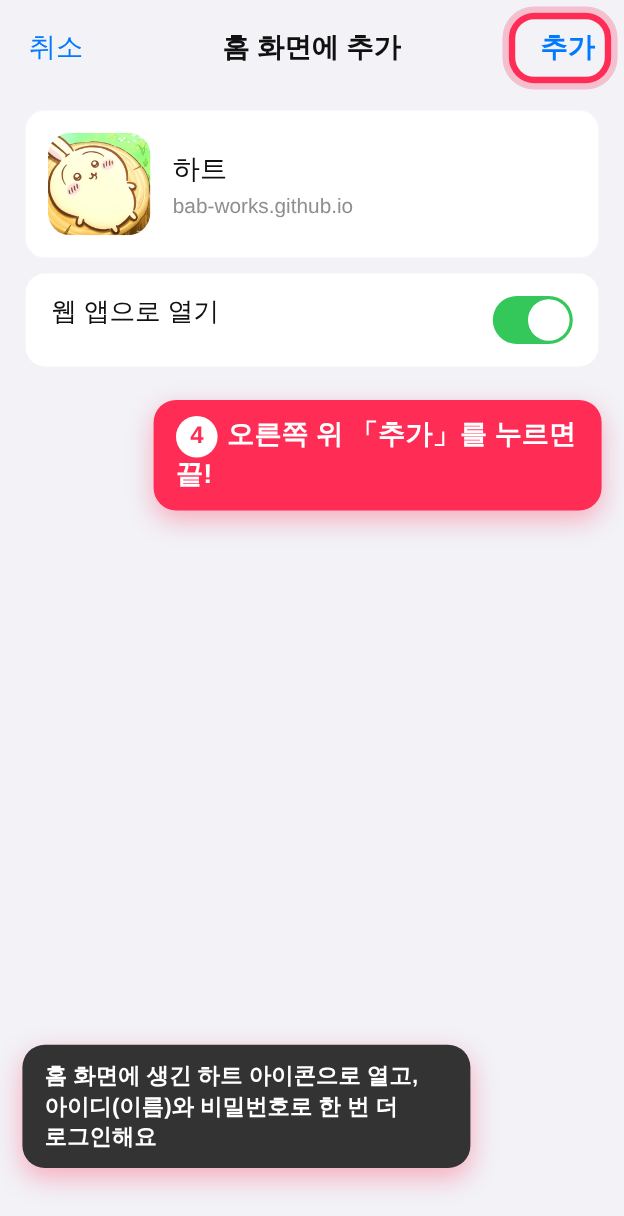 취소
홈 화면에 추가
추가
하트
bab-works.github.io
웹 앱으로 열기
4 오른쪽 위 「추가」를 누르면
끝!
홈 화면에 생긴 하트 아이콘으로 열고,
아이디(이름)와 비밀번호로 한 번 더
로그인해요